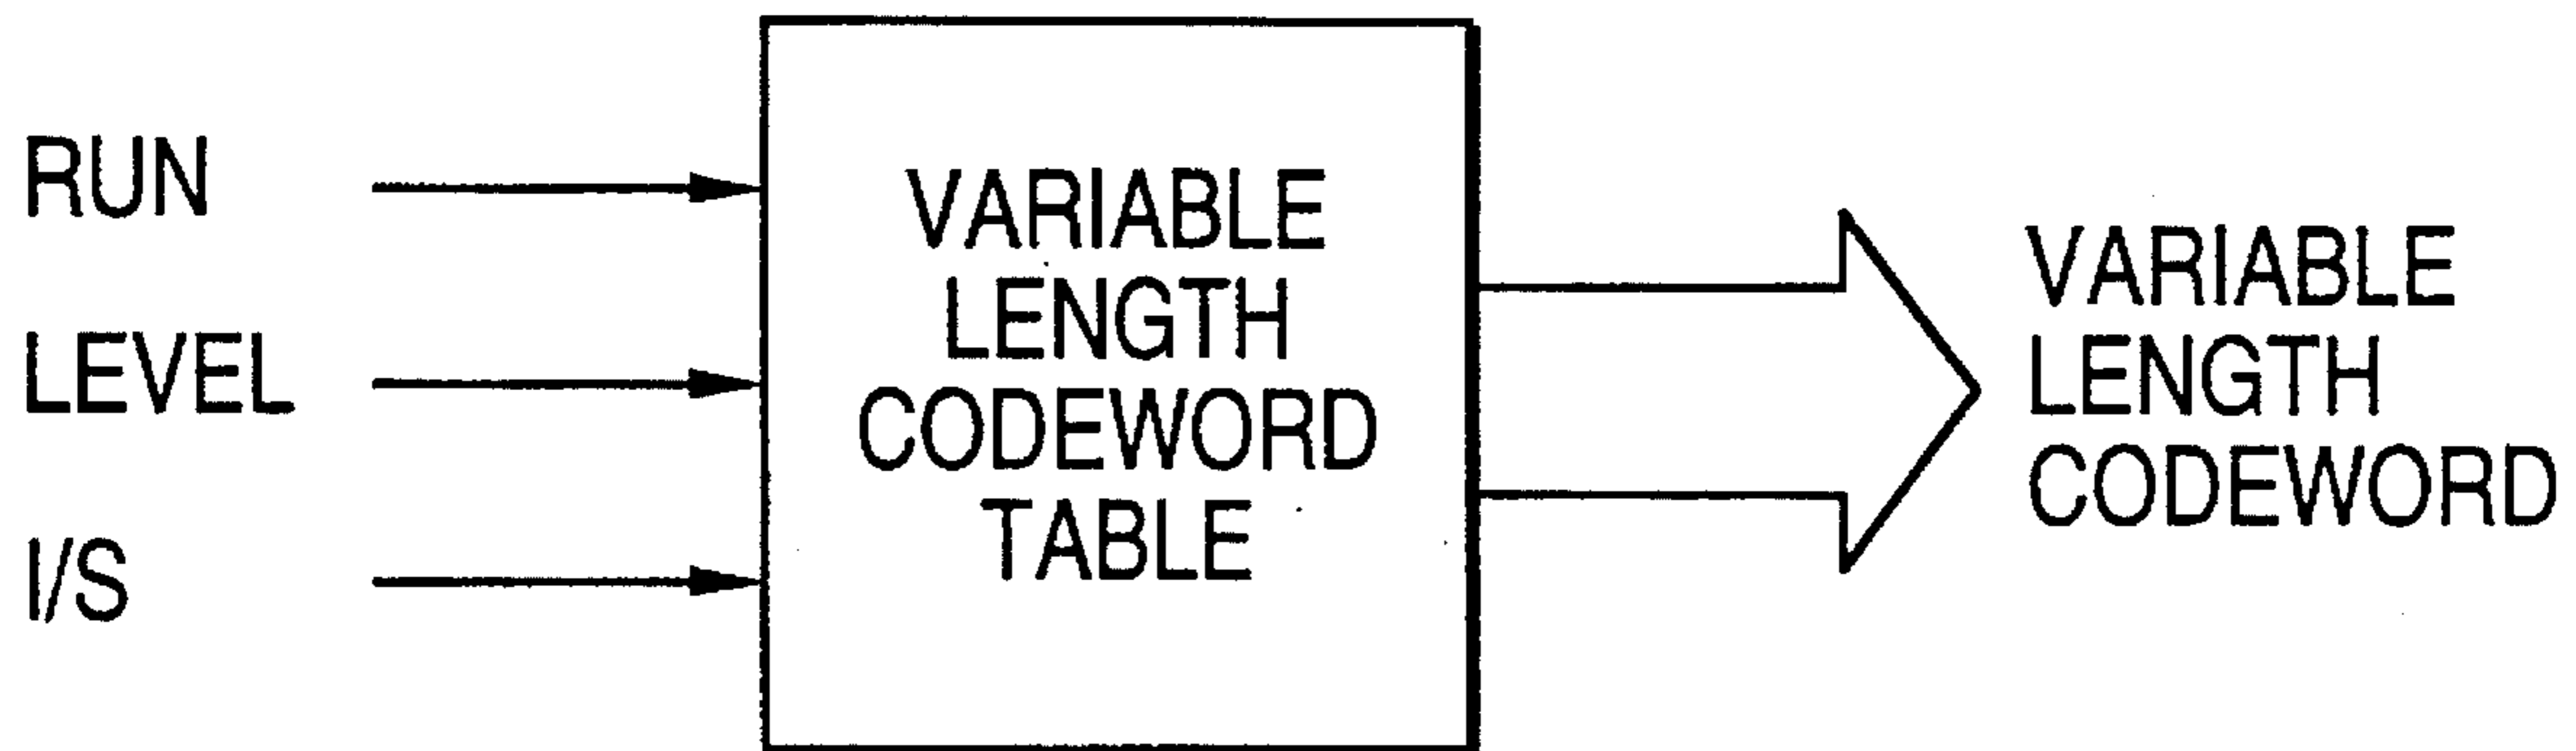 RUN
LEVEL
I/S
VARIABLE
LENGTH
CODEWORD
TABLE
VARIABLE
LENGTH
CODEWORD